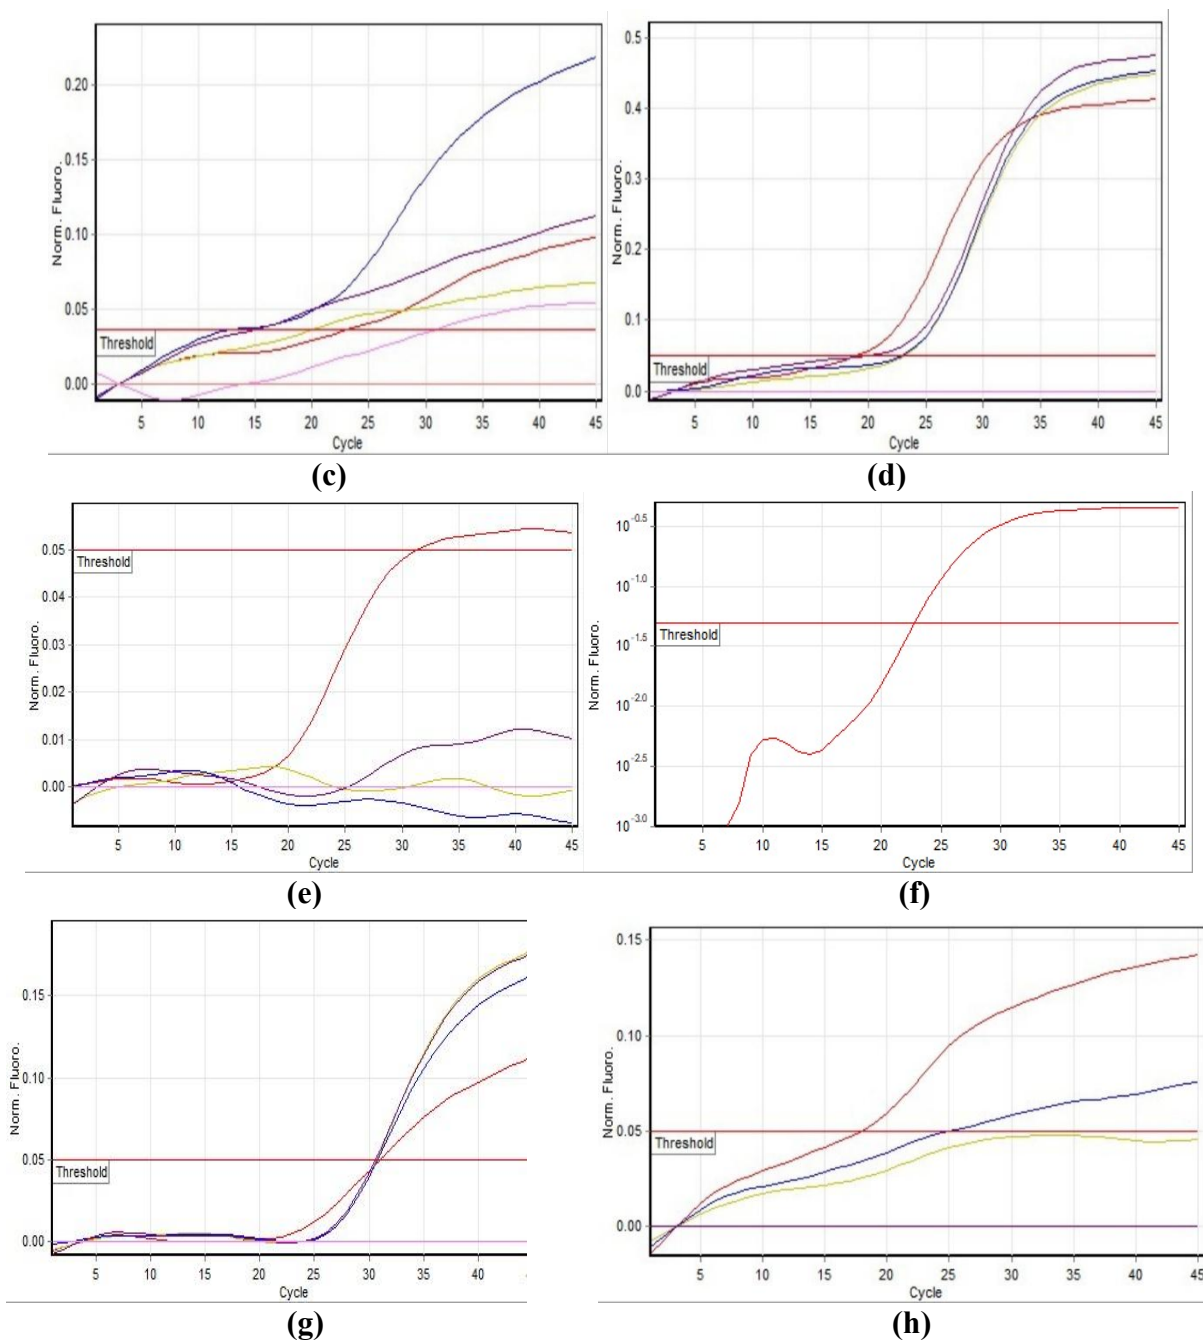 0.20
0.15
0.10
0.05
0.00
Norm. Fluoro.
Threshold
5 10 15 20 25 30 35 40 45
Cycle
(c)
0.5
0.4
0.3
0.2
0.1
0.0
Norm. Fluoro.
Threshold
5 10 15 20 25 30 35 40 45
Cycle
(d)
0.05
0.04
0.03
0.02
0.01
0.00
Norm. Fluoro.
Threshold
5 10 15 20 25 30 35 40 45
Cycle
(e)
10^-0.5
10^-1.0
10^-1.5
10^-2.0
10^-2.5
10^-3.0
Norm. Fluoro.
Threshold
5 10 15 20 25 30 35 40 45
Cycle
(f)
0.15
0.10
0.05
0.00
Norm. Fluoro.
Threshold
5 10 15 20 25 30 35 40
Cycle
(g)
0.15
0.10
0.05
0.00
Norm. Fluoro.
Threshold
5 10 15 20 25 30 35 40 45
Cycle
(h)